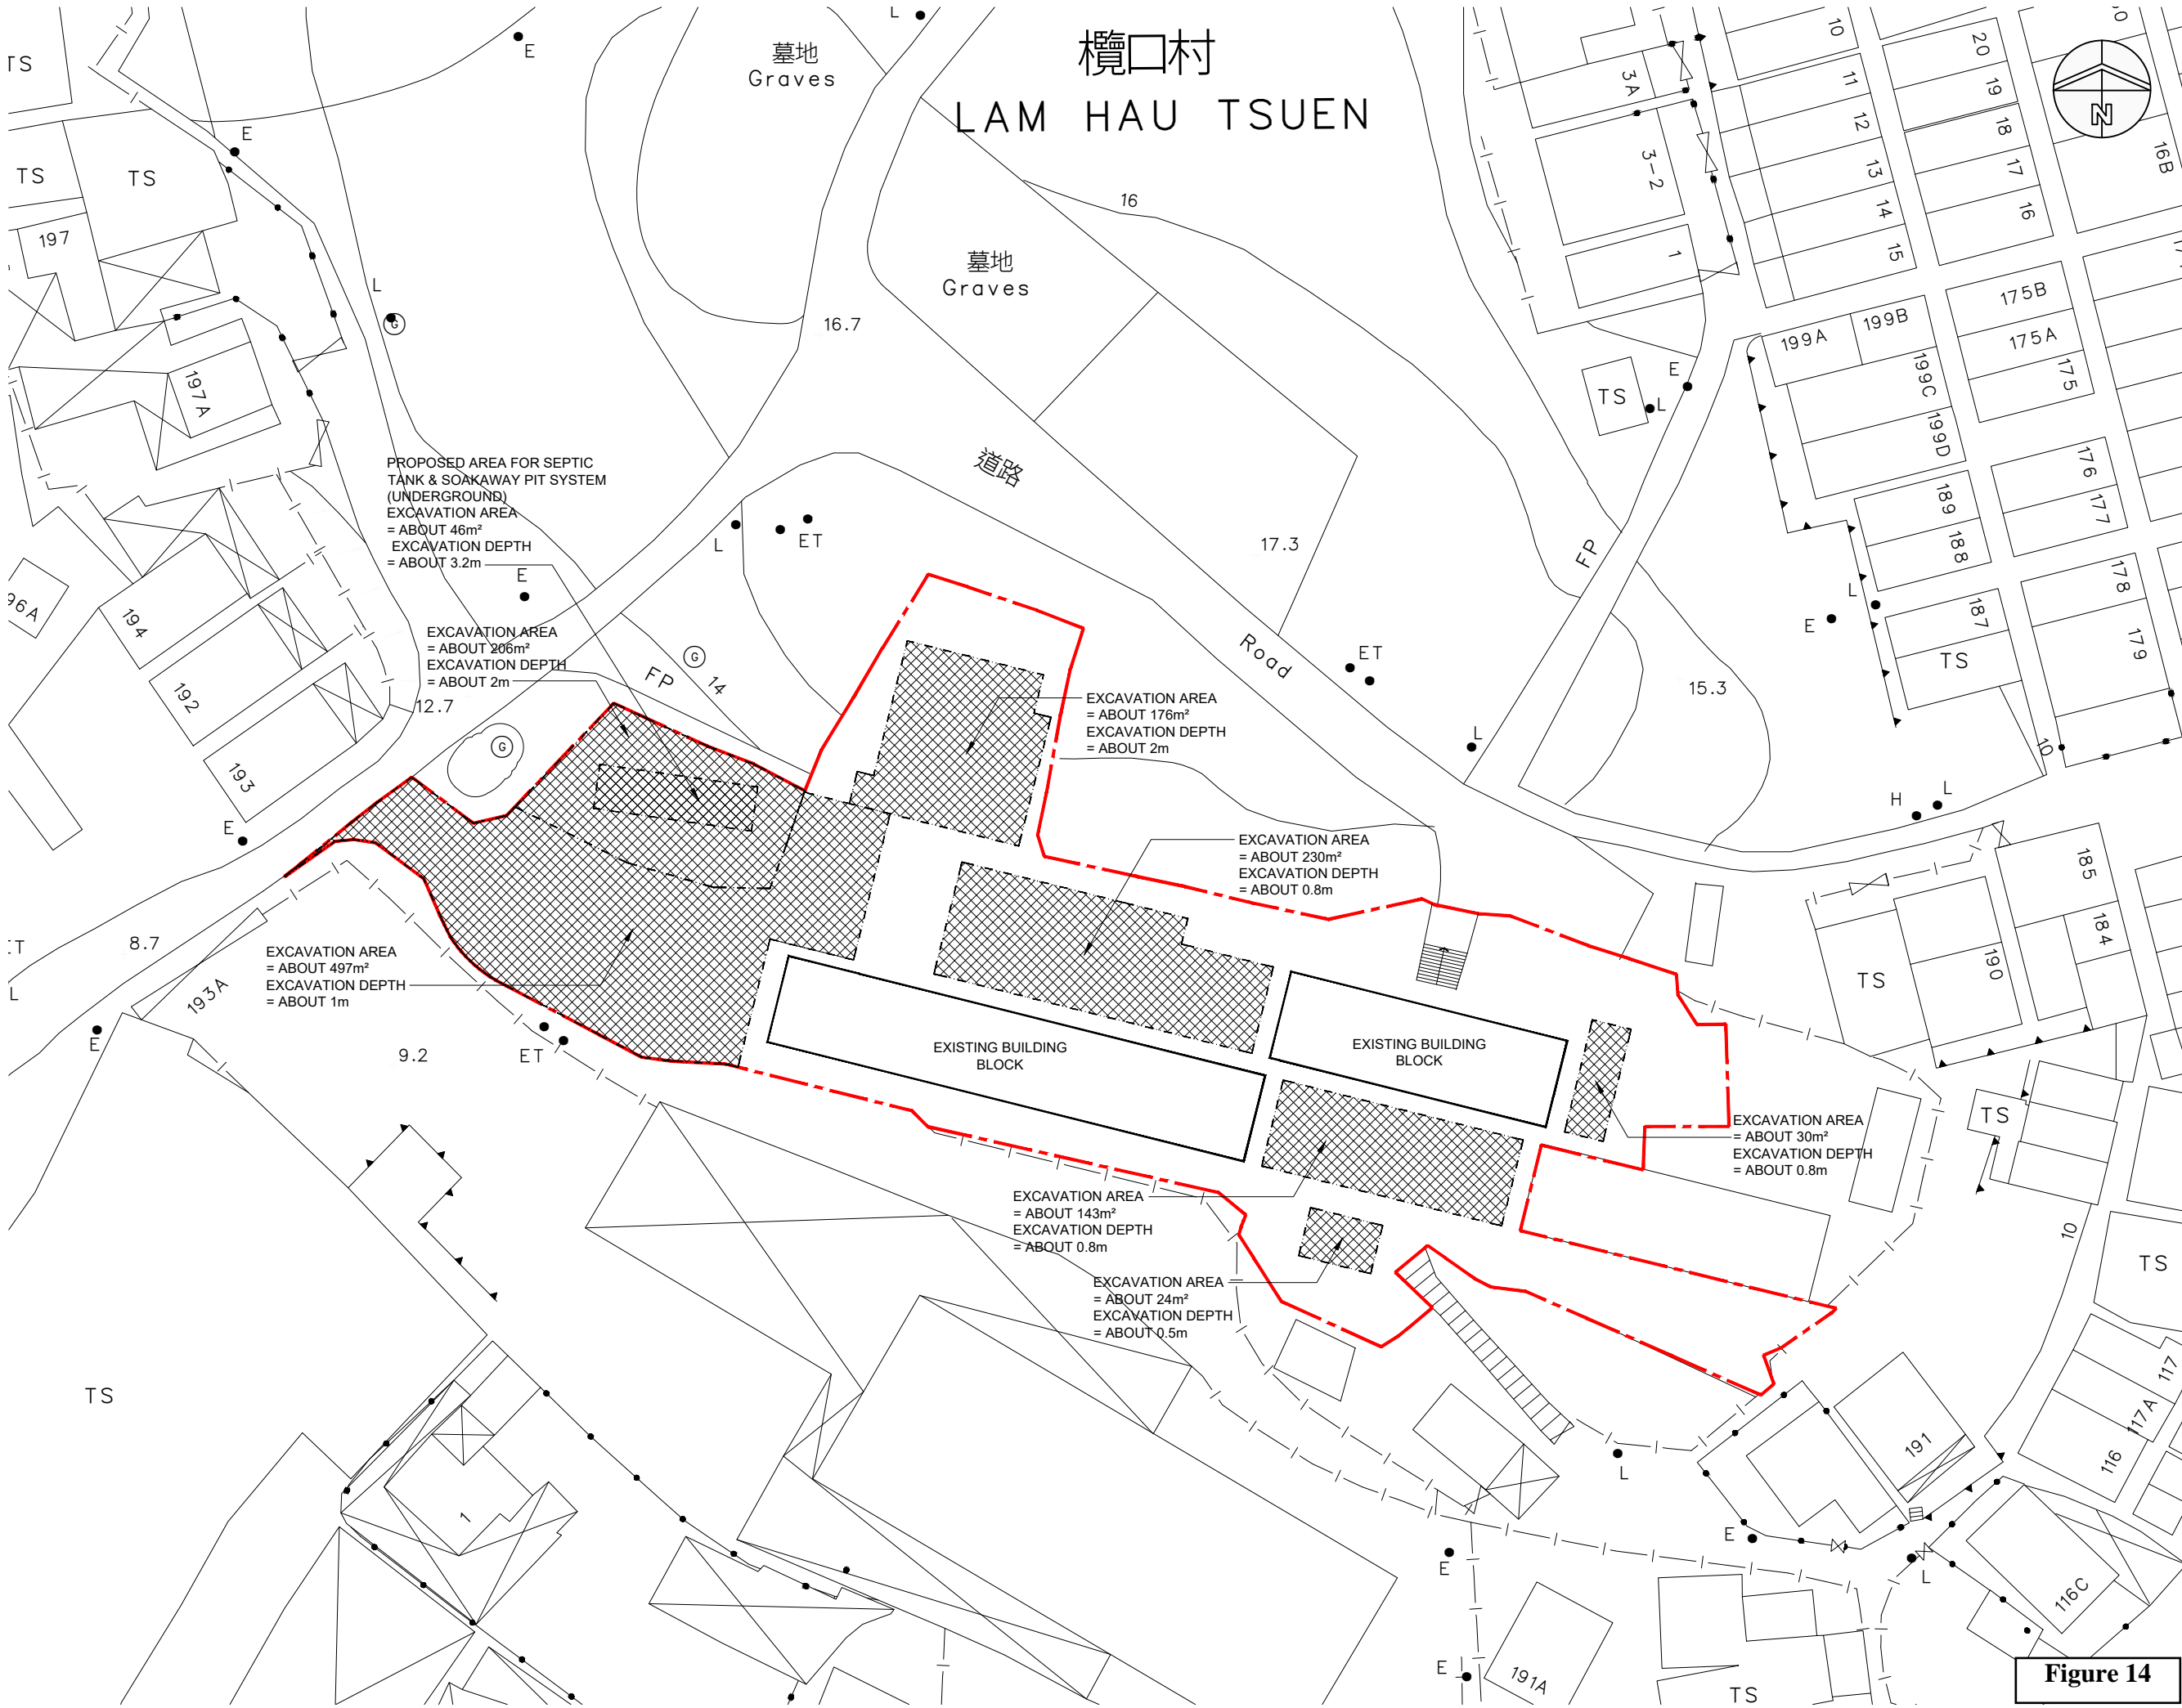 欖口村
LAM HAU TSUEN
墓地
Graves
墓地
Graves
道路
Road
N
L
E
TS
TS
TS
E
197
L
G
197A
16
16.7
17.3
PROPOSED AREA FOR SEPTIC
TANK & SOAKAWAY PIT SYSTEM
(UNDERGROUND)
EXCAVATION AREA
= ABOUT 46m²
EXCAVATION DEPTH
= ABOUT 3.2m
E
EXCAVATION AREA
= ABOUT 206m²
EXCAVATION DEPTH
= ABOUT 2m
12.7
FP
G
14
G
L
ET
EXCAVATION AREA
= ABOUT 176m²
EXCAVATION DEPTH
= ABOUT 2m
EXCAVATION AREA
= ABOUT 230m²
EXCAVATION DEPTH
= ABOUT 0.8m
EXCAVATION AREA
= ABOUT 497m²
EXCAVATION DEPTH
= ABOUT 1m
EXISTING BUILDING
BLOCK
EXISTING BUILDING
BLOCK
EXCAVATION AREA
= ABOUT 30m²
EXCAVATION DEPTH
= ABOUT 0.8m
EXCAVATION AREA
= ABOUT 143m²
EXCAVATION DEPTH
= ABOUT 0.8m
EXCAVATION AREA
= ABOUT 24m²
EXCAVATION DEPTH
= ABOUT 0.5m
96A
194
192
193
E
8.7
ET
L
E
193A
9.2
ET
TS
1
3A
3-2
1
10
11
12
13
14
15
20
19
18
17
16
16B
TS
L
E
199A
199B
199C
199D
175B
175A
175
176
177
189
188
187
TS
178
179
10
FP
ET
L
15.3
E
L
H
L
185
184
190
TS
TS
10
TS
117
117A
116
191
L
E
L
116C
E
E
191A
TS
Figure 14